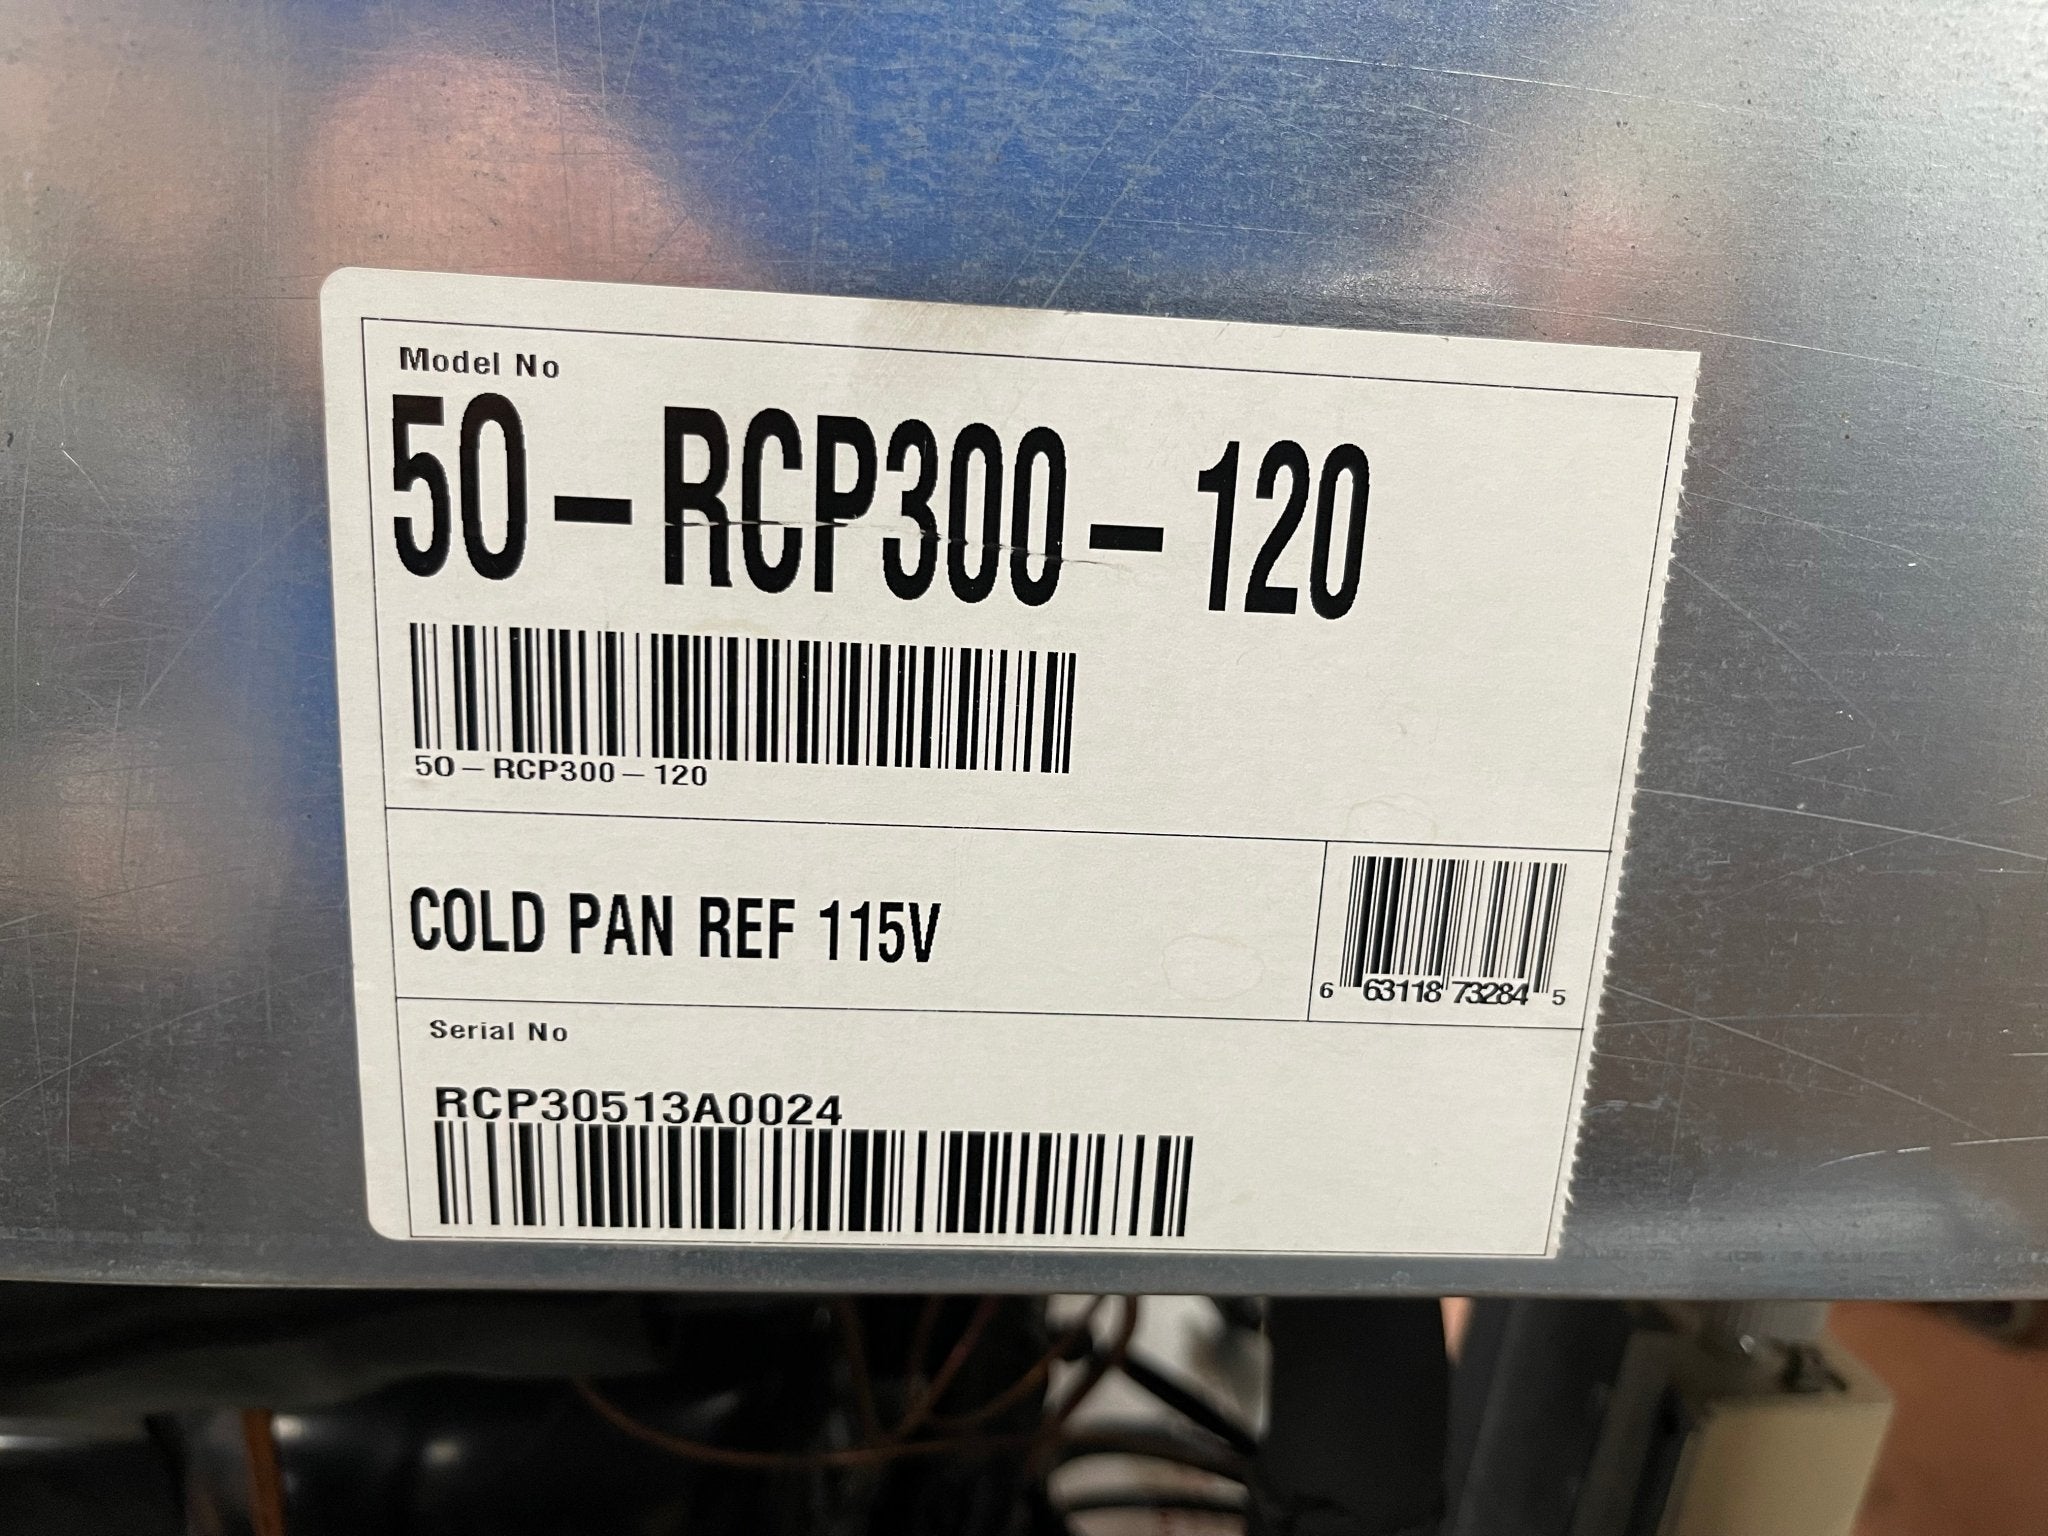 Model No
50-RCP300-120
50-RCP300-120
COLD PAN REF 115V
6 63118 73284 5
Serial No
RCP30513A0024